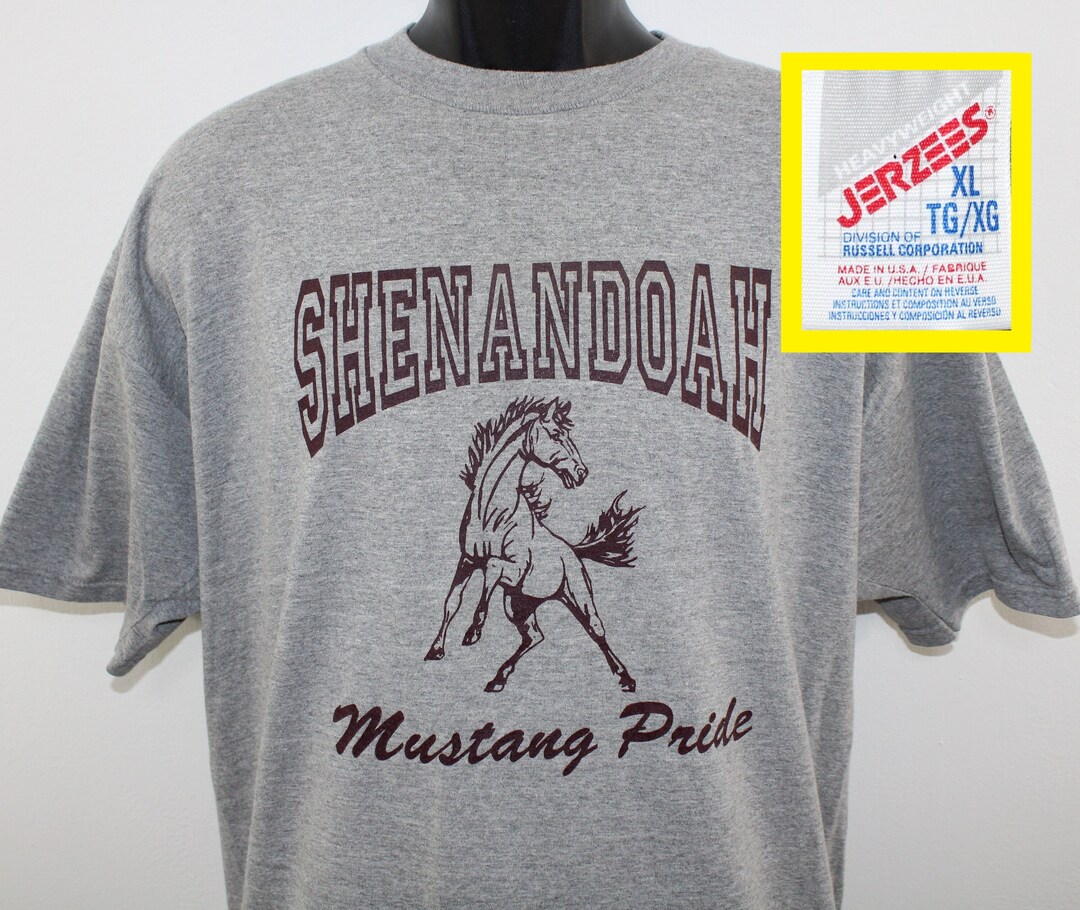 SHENANDOAH
Mustang Pride
HEAVYWEIGHT
JERZEES®
XL
TG/XG
DIVISION OF
RUSSELL CORPORATION
MADE IN U.S.A. / FABRIQUE
AUX E.U. /HECHO EN E.U.A.
CARE AND CONTENT ON REVERSE
INSTRUCTIONS ET COMPOSITION AU VERSO
INSTRUCCIONES Y COMPOSICIÓN AL REVERSO